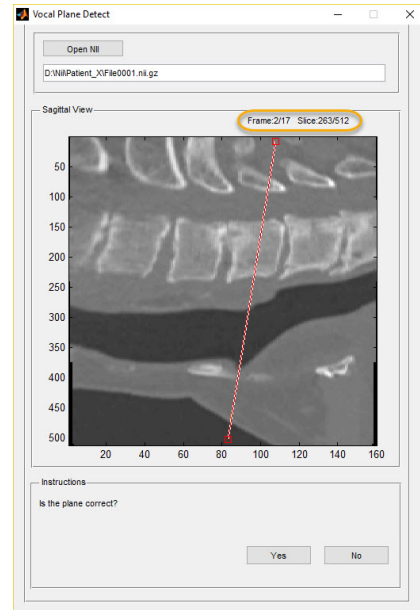 Vocal Plane Detect
Open NII
D:\Nii\Patient_X\File0001.nii.gz
Sagittal View
Frame:2/17 Slice:263/512
50
100
150
200
250
300
350
400
450
500
20 40 60 80 100 120 140 160
Instructions
Is the plane correct?
Yes No